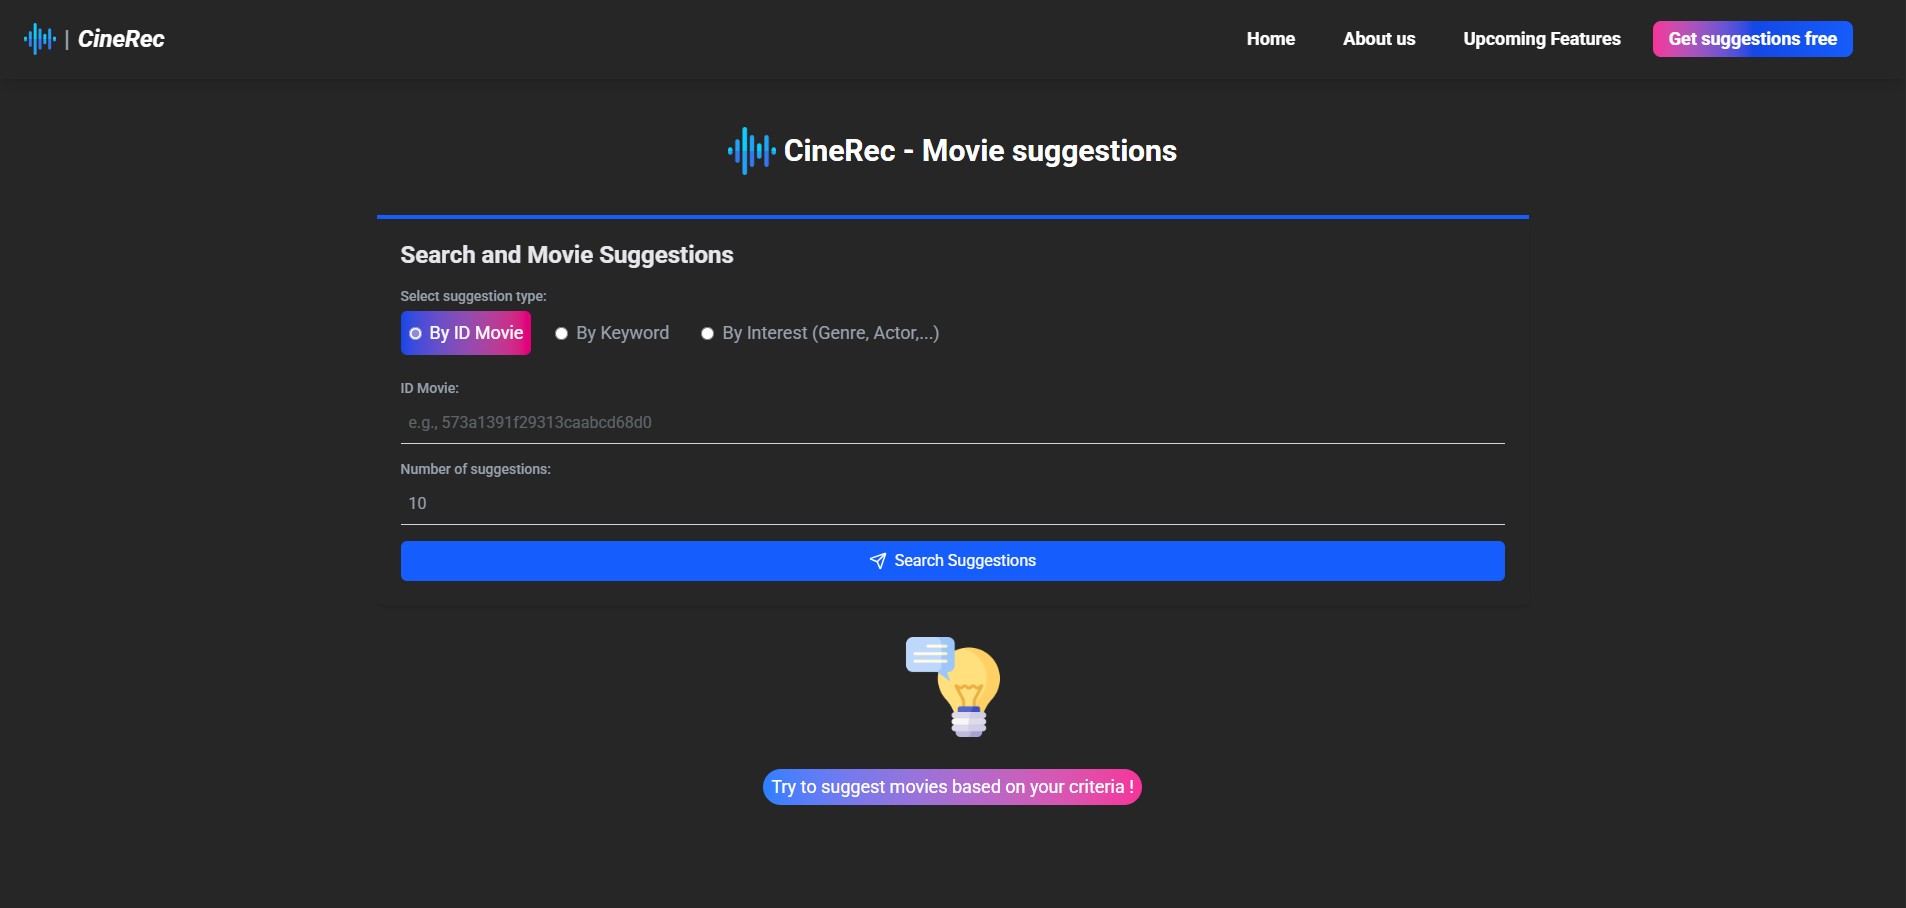 | CineRec
Home
About us
Upcoming Features
Get suggestions free
CineRec - Movie suggestions
Search and Movie Suggestions
Select suggestion type:
By ID Movie
By Keyword
By Interest (Genre, Actor,...)
ID Movie:
e.g., 573a1391f29313caabcd68d0
Number of suggestions:
10
Search Suggestions
Try to suggest movies based on your criteria !